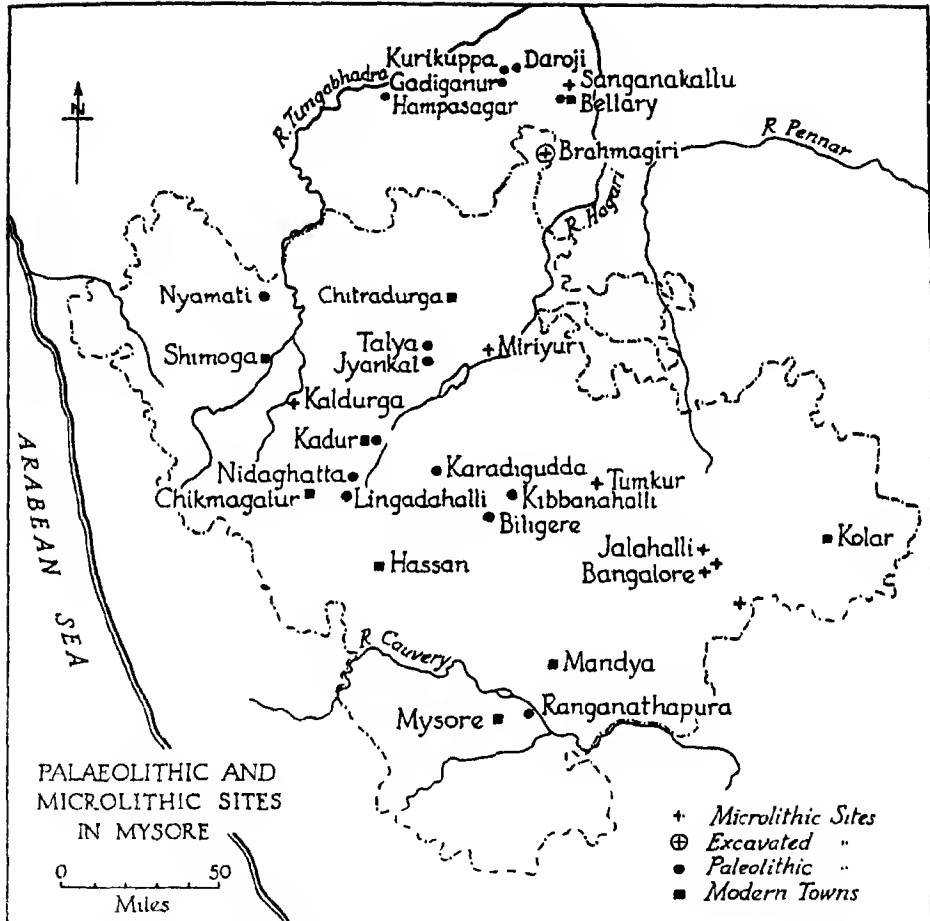 Kurikuppa
Daroji
Gadiganur
Hampasagar
Sanganakallu
Bellary
R. Tungabhadra
N
Brahmagiri
R Pennar
R Hagari
Nyamati
Chitradurga
Shimoga
Talya
Jyankal
Miriyur
Kaldurga
Kadur
Nidaghatta
Karadigudda
Tumkur
Chikmagalur
Lingadahalli
Kibbanahalli
Biligere
Jalahalli
Bangalore
Kolar
Hassan
ARABEAN SEA
R Cauvery
Mandya
Mysore
Ranganathapura
PALAEOLITHIC AND
MICROLITHIC SITES
IN MYSORE
0 50
Miles
+ Microlithic Sites
⊕ Excavated "
● Paleolithic "
■ Modern Towns